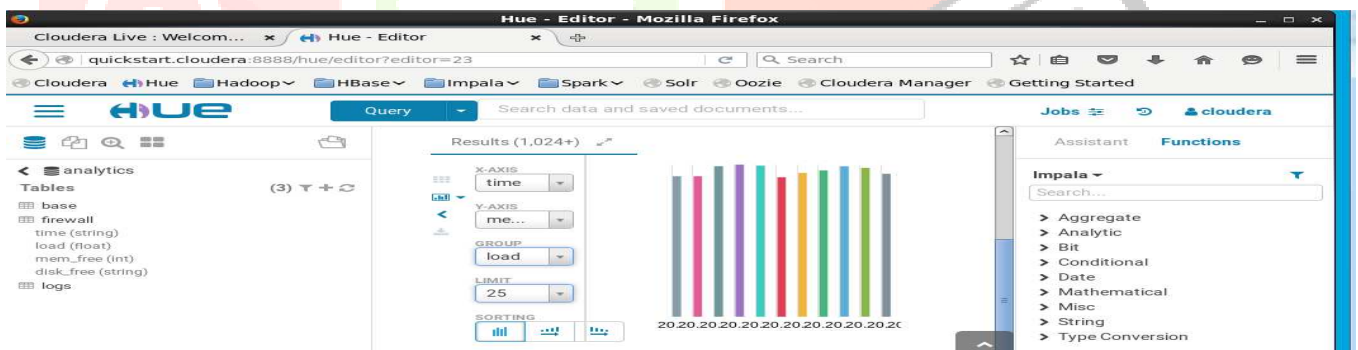 Hue - Editor - Mozilla Firefox
Cloudera Live : Welcom... × Hue - Editor ×
quickstart.cloudera:8888/hue/editor?editor=23 Search
Cloudera Hue Hadoop HBase Impala Spark Solr Oozie Cloudera Manager Getting Started
HUE Query Search data and saved documents... Jobs cloudera
Results (1,024+)
Assistant Functions
analytics
Tables (3)
base
firewall
time (string)
load (float)
mem_free (int)
disk_free (string)
logs
X-AXIS
time
Y-AXIS
me...
GROUP
load
LIMIT
25
SORTING
20.20.20.20.20.20.20.20.20.20.20
Impala
Search...
Aggregate
Analytic
Bit
Conditional
Date
Mathematical
Misc
String
Type Conversion